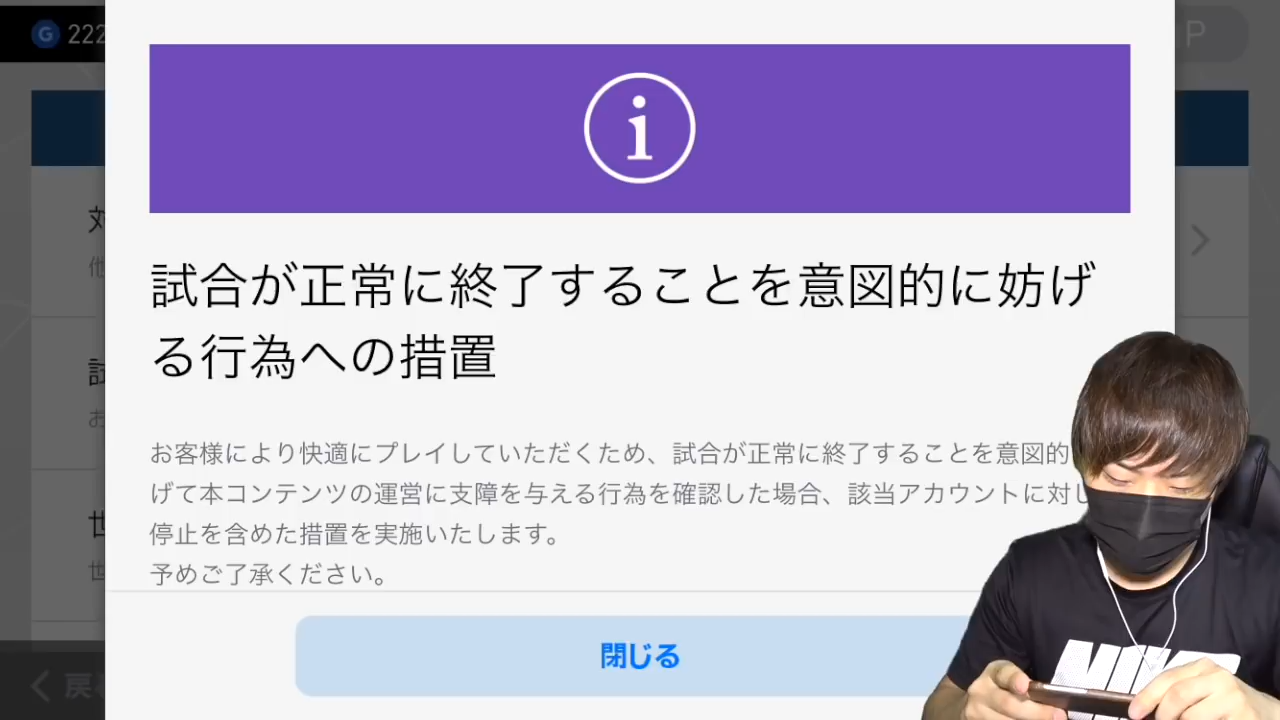 222
P
試合が正常に終了することを意図的に妨げ
る行為への措置
お客様により快適にプレイしていただくため、試合が正常に終了することを意図的
げて本コンテンツの運営に支障を与える行為を確認した場合、該当アカウントに対し
停止を含めた措置を実施いたします。
予めご了承ください。
閉じる